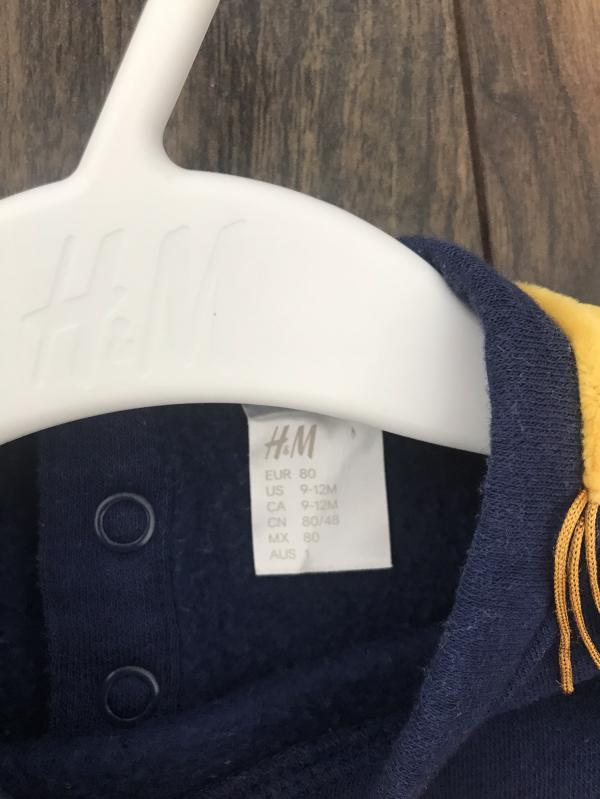 H&M
H&M
EUR 80
US 9-12M
CA 9-12M
CN 80/48
MX 80
AUS 1